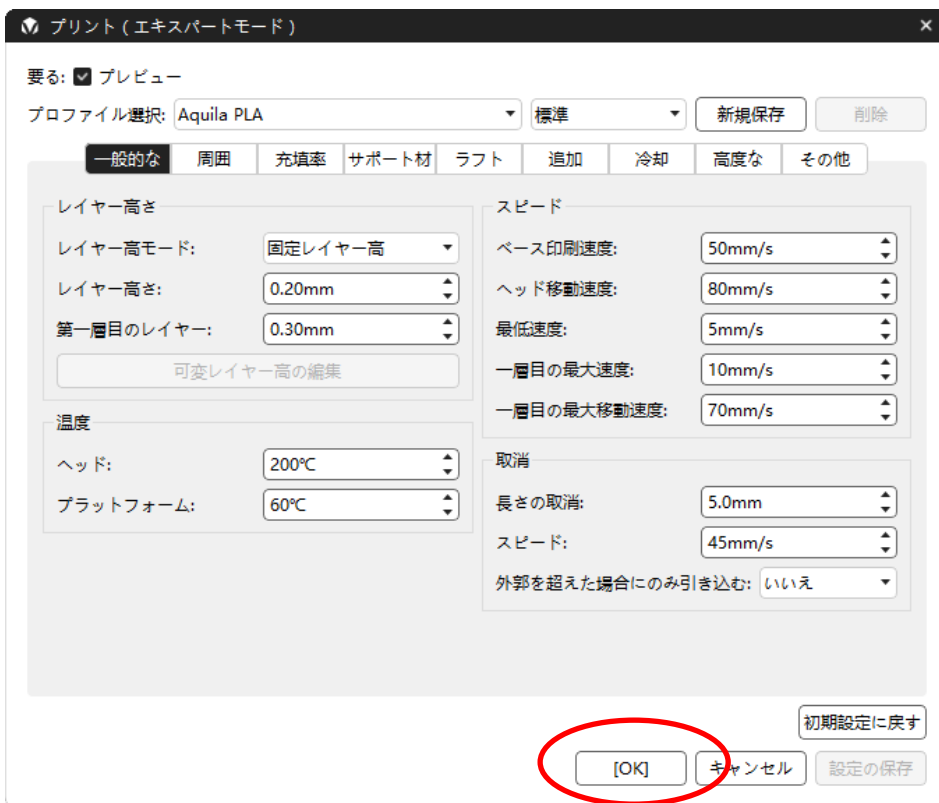 プリント ( エキスパートモード )
要る: プレビュー
プロファイル選択: Aquila PLA 標準 新規保存 削除
一般的な 周囲 充填率 サポート材 ラフト 追加 冷却 高度な その他
レイヤー高さ
レイヤー高モード: 固定レイヤー高
レイヤー高さ: 0.20mm
第一層目のレイヤー: 0.30mm
可変レイヤー高の編集
温度
ヘッド: 200℃
プラットフォーム: 60℃
スピード
ベース印刷速度: 50mm/s
ヘッド移動速度: 80mm/s
最低速度: 5mm/s
一層目の最大速度: 10mm/s
一層目の最大移動速度: 70mm/s
取消
長さの取消: 5.0mm
スピード: 45mm/s
外郭を超えた場合にのみ引き込む: いいえ
初期設定に戻す
[OK] キャンセル 設定の保存